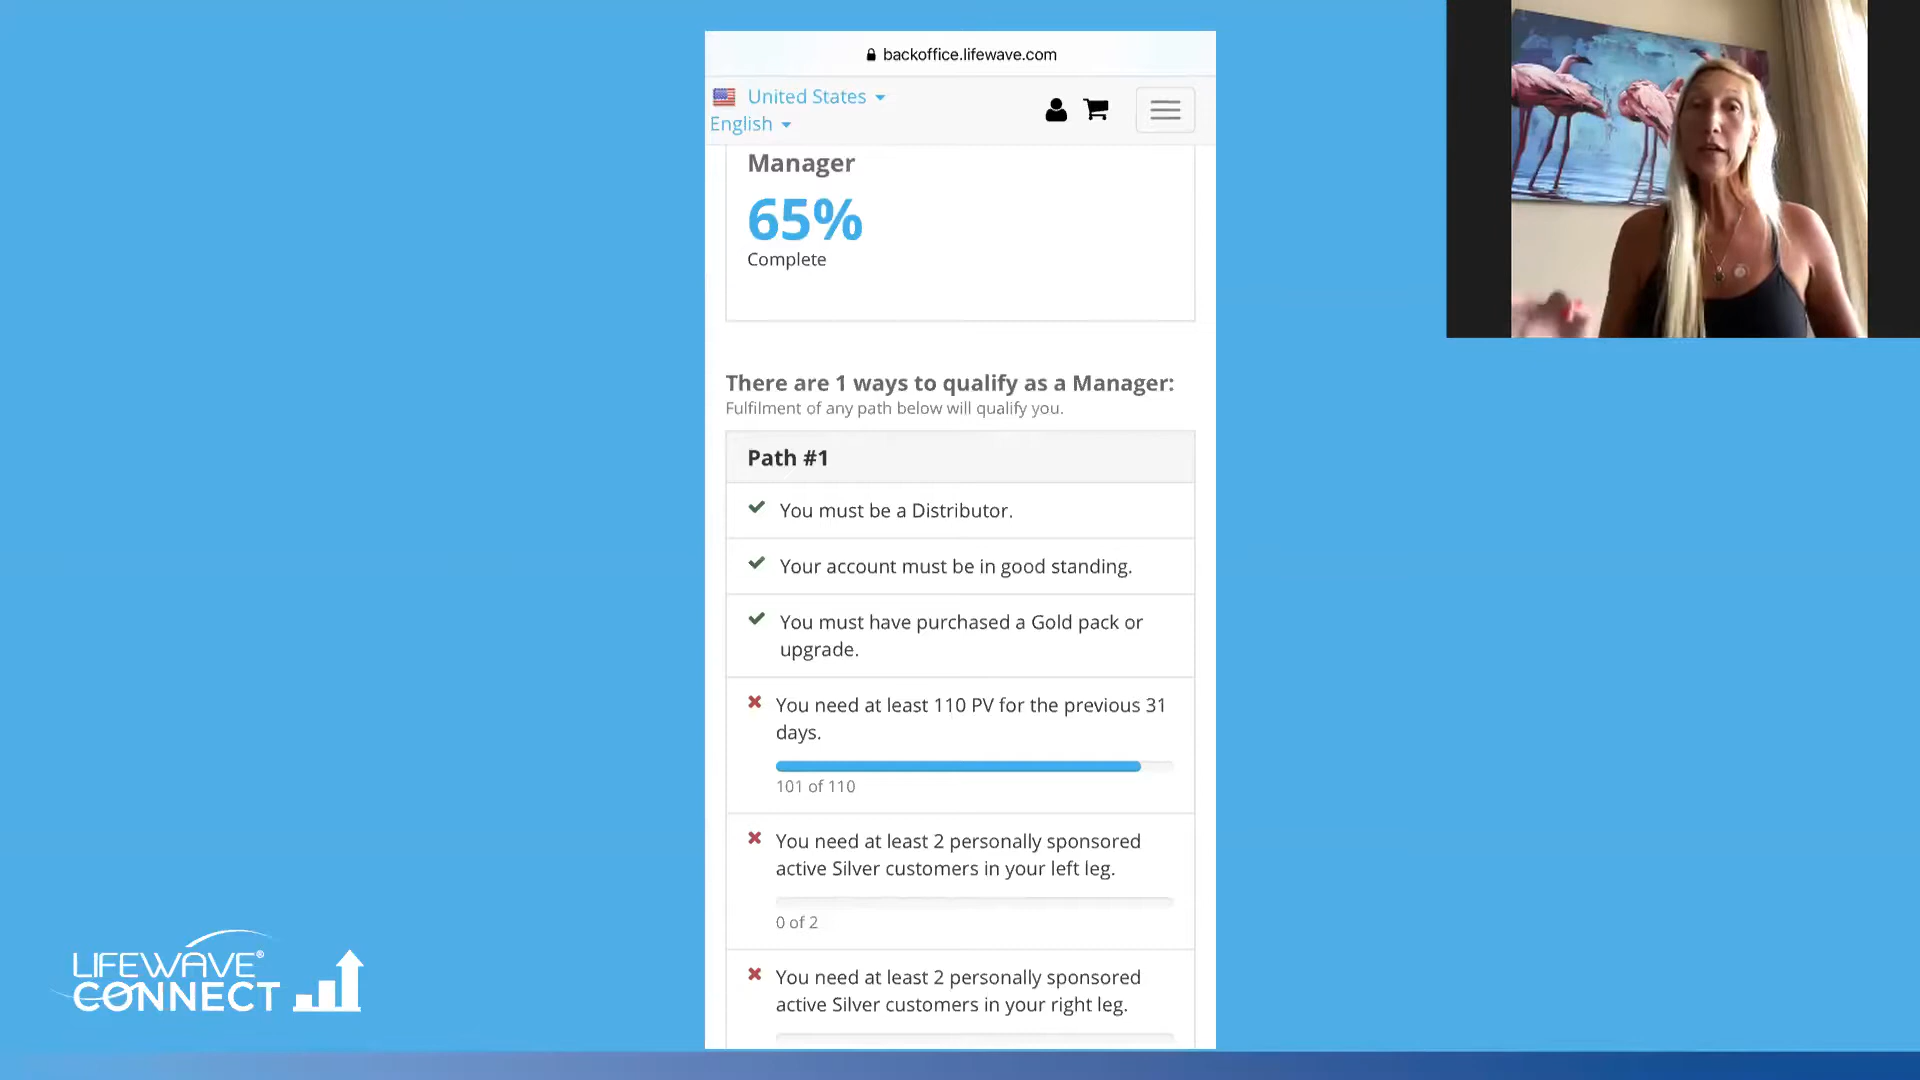 backoffice.lifewave.com
United States
English
Manager
65%
Complete
There are 1 ways to qualify as a Manager:
Fulfilment of any path below will qualify you.
Path #1
You must be a Distributor.
Your account must be in good standing.
You must have purchased a Gold pack or
upgrade.
You need at least 110 PV for the previous 31
days.
101 of 110
You need at least 2 personally sponsored
active Silver customers in your left leg.
0 of 2
You need at least 2 personally sponsored
active Silver customers in your right leg.
LIFEWAVE®
CONNECT